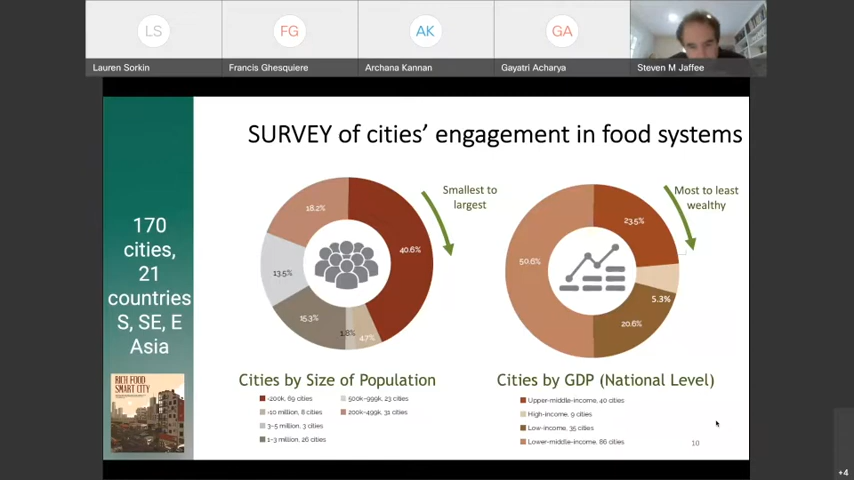 LS
FG
AK
GA
Lauren Sorkin
Francis Ghesquiere
Archana Kannan
Gayatri Acharya
Steven M Jaffee
SURVEY of cities' engagement in food systems
170
cities,
21
countries
S, SE, E
Asia
RICH FOOD
SMART CITY
Smallest to
largest
18.2%
40.6%
13.5%
15.3%
1.8%
4.7%
Most to least
wealthy
23.5%
50.6%
5.3%
20.6%
Cities by Size of Population
<200k, 69 cities
500k-999k, 23 cities
>10 million, 8 cities
200k-499k, 31 cities
3-5 million, 3 cities
1-3 million, 26 cities
Cities by GDP (National Level)
Upper-middle-income, 40 cities
High-income, 9 cities
Low-income, 35 cities
Lower-middle-income, 86 cities
10
+4